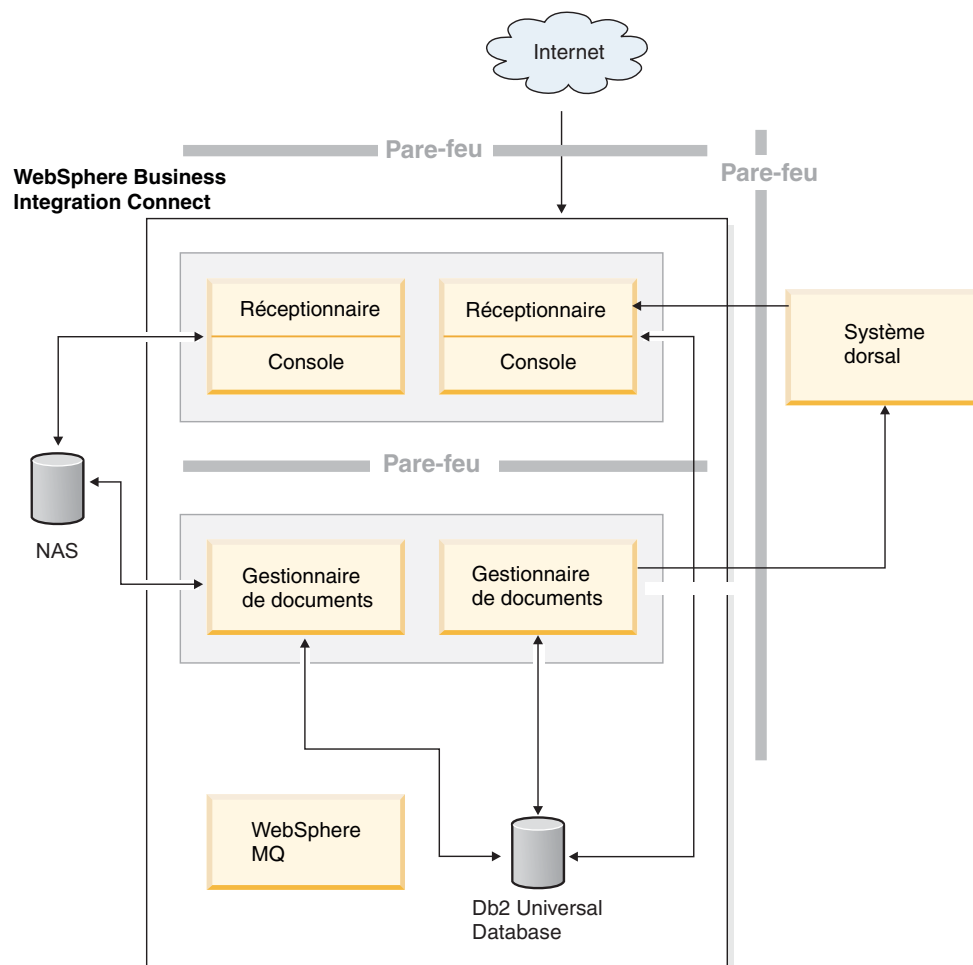 Internet
Pare-feu
Pare-feu
WebSphere Business
Integration Connect
Réceptionnaire
Console
Réceptionnaire
Console
Système
dorsal
Pare-feu
NAS
Gestionnaire
de documents
Gestionnaire
de documents
WebSphere
MQ
Db2 Universal
Database